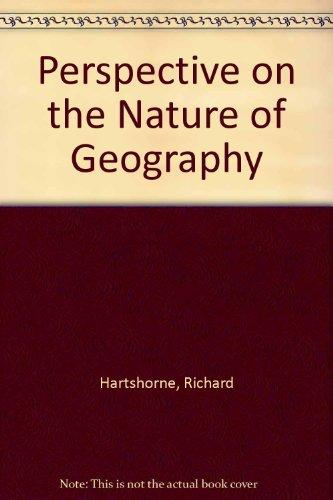 Perspective on
the Nature of
Geography
Hartshorne, Richard
Note: This is not the actual book cover